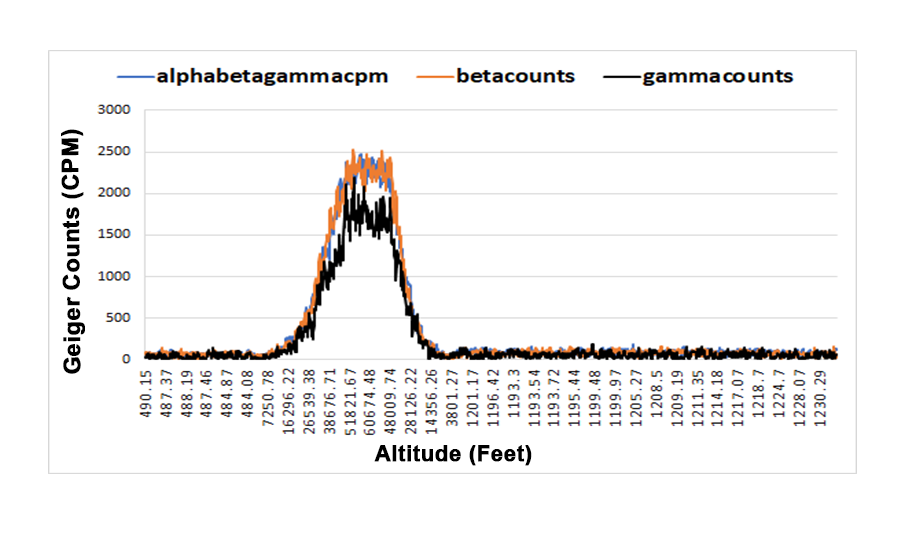 alphabetagammacpm betacounts gammacounts
3000
2500
2000
1500
1000
500
0
Geiger Counts (CPM)
490.15 487.37 488.19 487.46 484.87 484.08 7250.78 16296.22 26539.38 38676.71 51821.67 60674.48 48009.74 28126.22 14356.26 3801.27 1201.17 1196.42 1193.3 1193.54 1193.72 1195.44 1199.48 1199.97 1205.27 1208.5 1209.19 1211.35 1214.18 1217.07 1218.7 1224.7 1228.07 1230.29
Altitude (Feet)